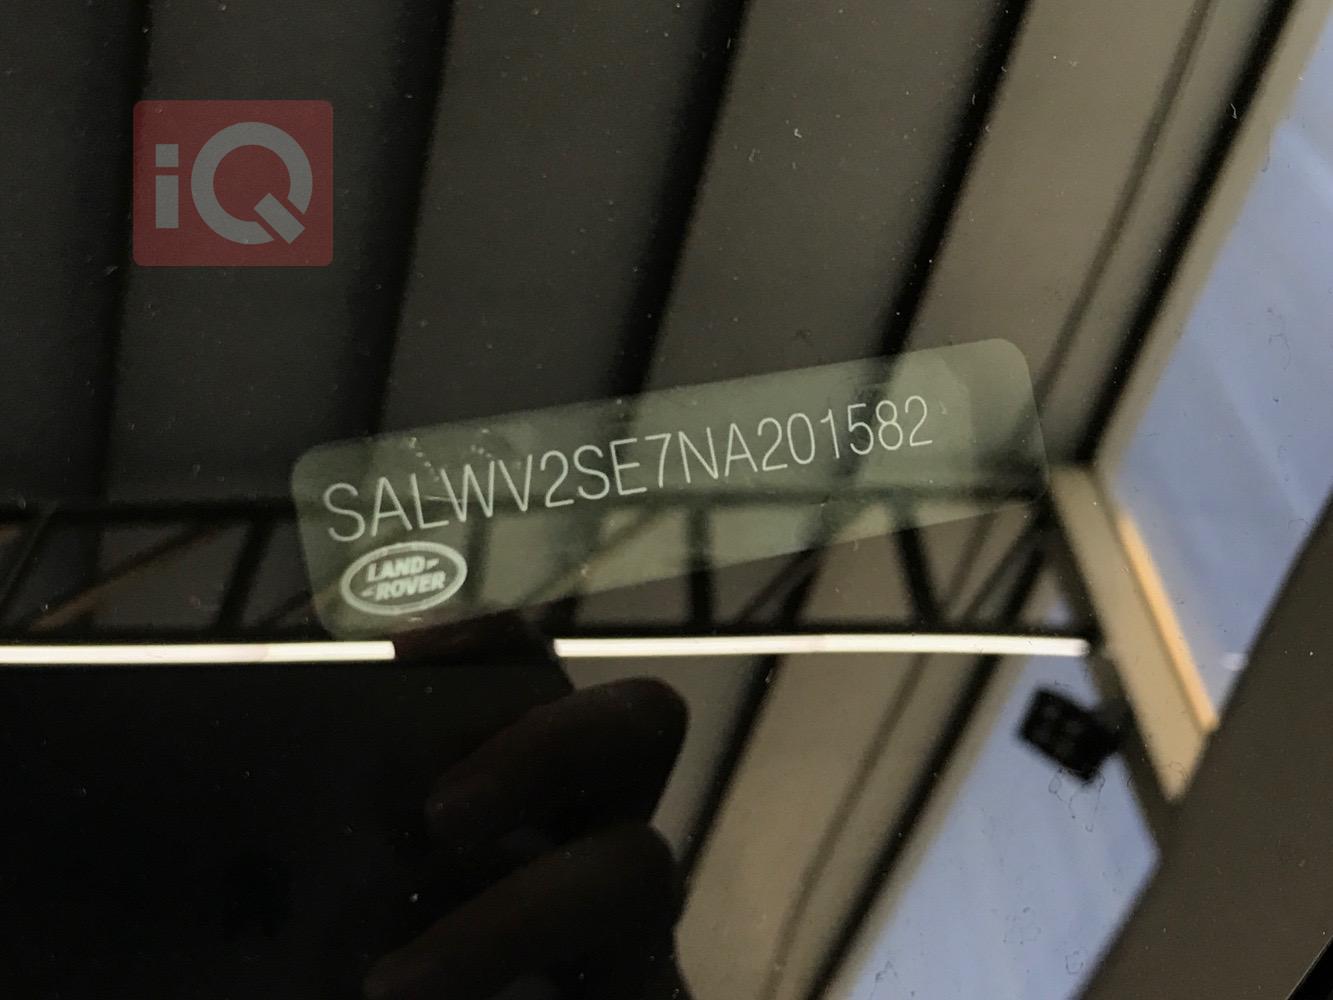 iQ
SALWV2SE7NA201582
LAND-
-ROVER